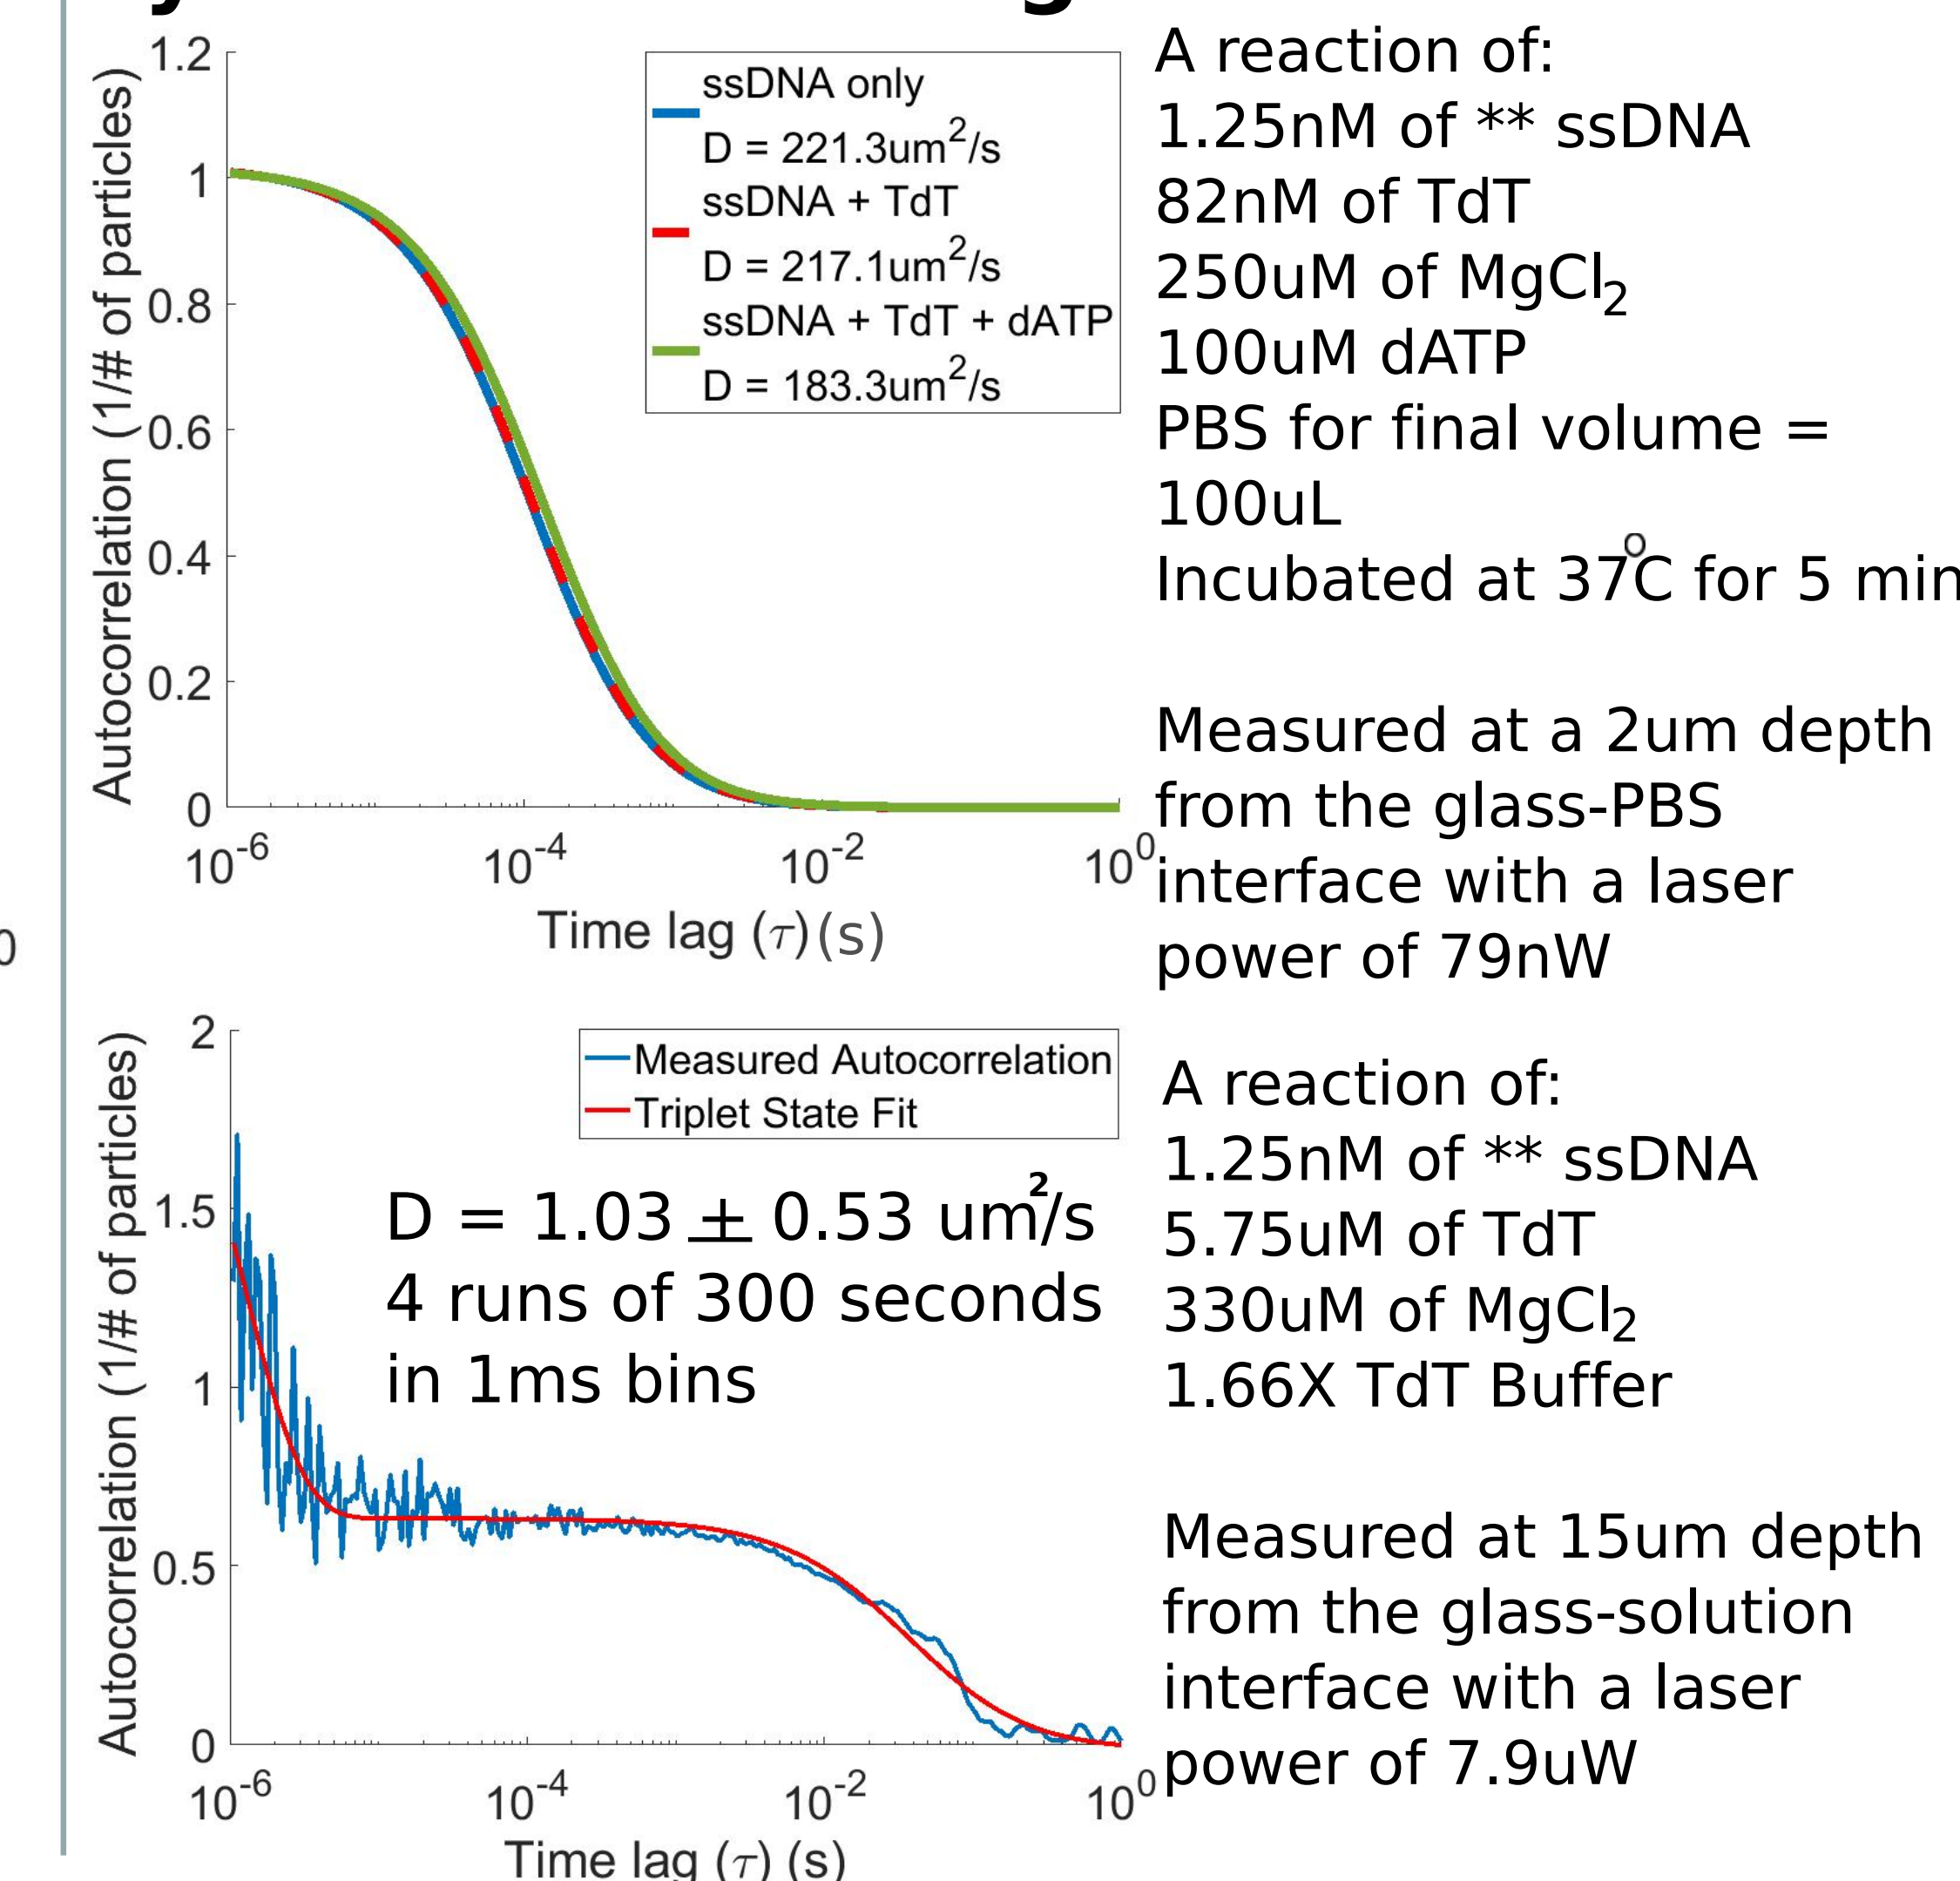 1.2
1
0.8
0.6
0.4
0.2
0
Autocorrelation (1/# of particles)
ssDNA only
D = 221.3um²/s
ssDNA + TdT
D = 217.1um²/s
ssDNA + TdT + dATP
D = 183.3um²/s
10⁻⁶ 10⁻⁴ 10⁻² 10⁰
Time lag (τ) (s)
A reaction of:
1.25nM of ** ssDNA
82nM of TdT
250uM of MgCl₂
100uM dATP
PBS for final volume =
100uL
Incubated at 37°C for 5 min
Measured at a 2um depth
from the glass-PBS
interface with a laser
power of 79nW
2
1.5
1
0.5
0
Autocorrelation (1/# of particles)
Measured Autocorrelation
Triplet State Fit
D = 1.03 ± 0.53 um²/s
4 runs of 300 seconds
in 1ms bins
10⁻⁶ 10⁻⁴ 10⁻² 10⁰
Time lag (τ) (s)
A reaction of:
1.25nM of ** ssDNA
5.75uM of TdT
330uM of MgCl₂
1.66X TdT Buffer
Measured at 15um depth
from the glass-solution
interface with a laser
power of 7.9uW